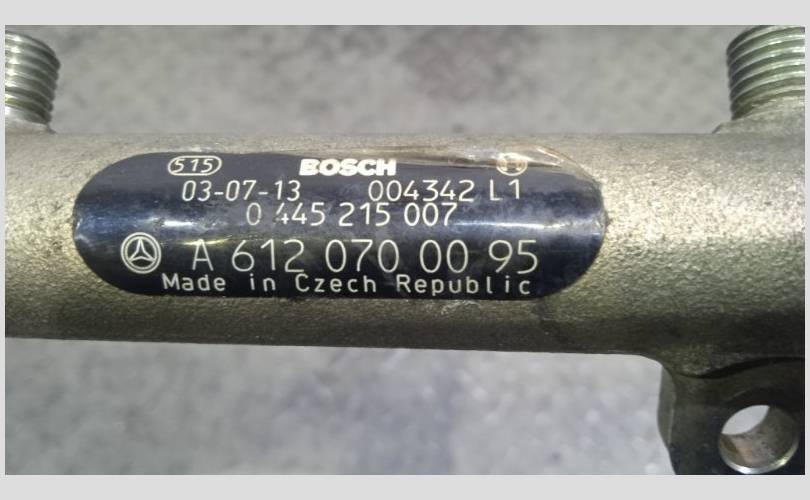 515 BOSCH
03-07-13 004342 L1
0 445 215 007
A 612 070 00 95
Made in Czech Republic